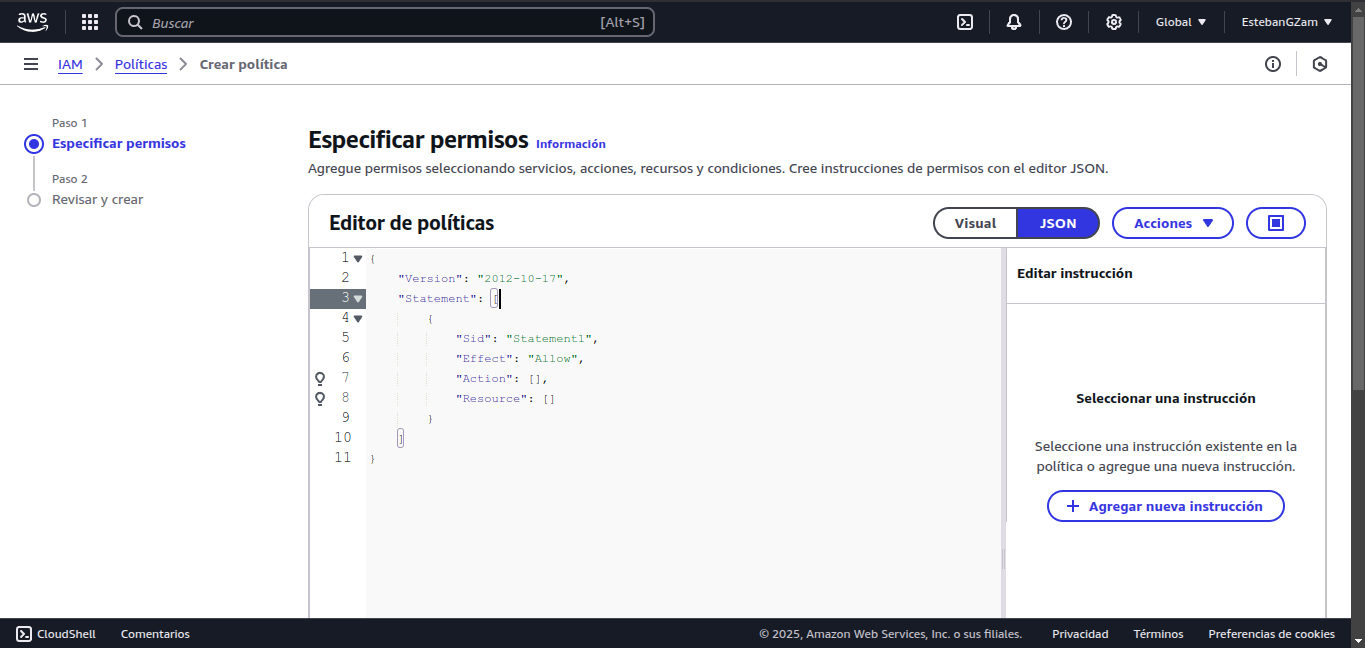 aws
Buscar [Alt+S] Global EstebanGZam
IAM Políticas Crear política
Paso 1
Especificar permisos
Paso 2
Revisar y crear
Especificar permisos Información
Agregue permisos seleccionando servicios, acciones, recursos y condiciones. Cree instrucciones de permisos con el editor JSON.
Editor de políticas Visual JSON Acciones
1 {
2 "Version": "2012-10-17",
3 "Statement": [
4 {
5 "Sid": "Statement1",
6 "Effect": "Allow",
7 "Action": [],
8 "Resource": []
9 }
10 ]
11 }
Editar instrucción
Seleccionar una instrucción
Seleccione una instrucción existente en la
política o agregue una nueva instrucción.
+ Agregar nueva instrucción
CloudShell Comentarios © 2025, Amazon Web Services, Inc. o sus filiales. Privacidad Términos Preferencias de cookies